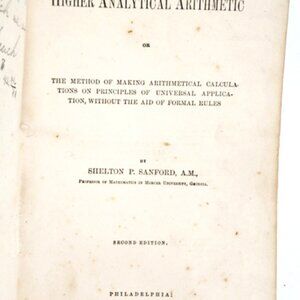 HIGHER ANALYTICAL ARITHMETIC
OR
THE METHOD OF MAKING ARITHMETICAL CALCULA-
TIONS ON PRINCIPLES OF UNIVERSAL APPLICA-
TION, WITHOUT THE AID OF FORMAL RULES
BY
SHELTON P. SANFORD, A.M.,
PROFESSOR OF MATHEMATICS IN MERCER UNIVERSITY, GEORGIA.
SECOND EDITION.
PHILADELPHIA: